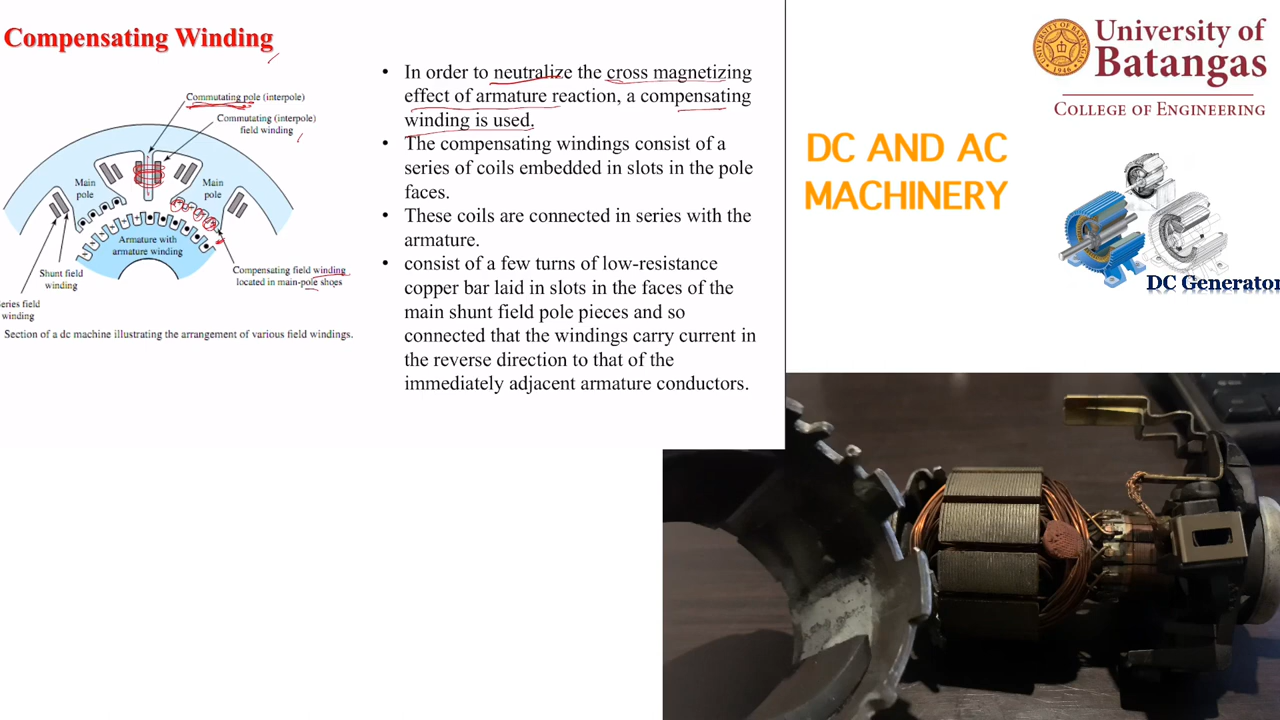 Compensating Winding
Commutating pole (interpole)
Commutating (interpole)
field winding
Main
pole
Main
pole
Armature with
armature winding
Shunt field
winding
Compensating field winding
located in main-pole shoes
eries field
winding
Section of a dc machine illustrating the arrangement of various field windings.
• In order to neutralize the cross magnetizing
effect of armature reaction, a compensating
winding is used.
• The compensating windings consist of a
series of coils embedded in slots in the pole
faces.
• These coils are connected in series with the
armature.
• consist of a few turns of low-resistance
copper bar laid in slots in the faces of the
main shunt field pole pieces and so
connected that the windings carry current in
the reverse direction to that of the
immediately adjacent armature conductors.
University of
Batangas
COLLEGE OF ENGINEERING
1946
DC AND AC
MACHINERY
DC Generator